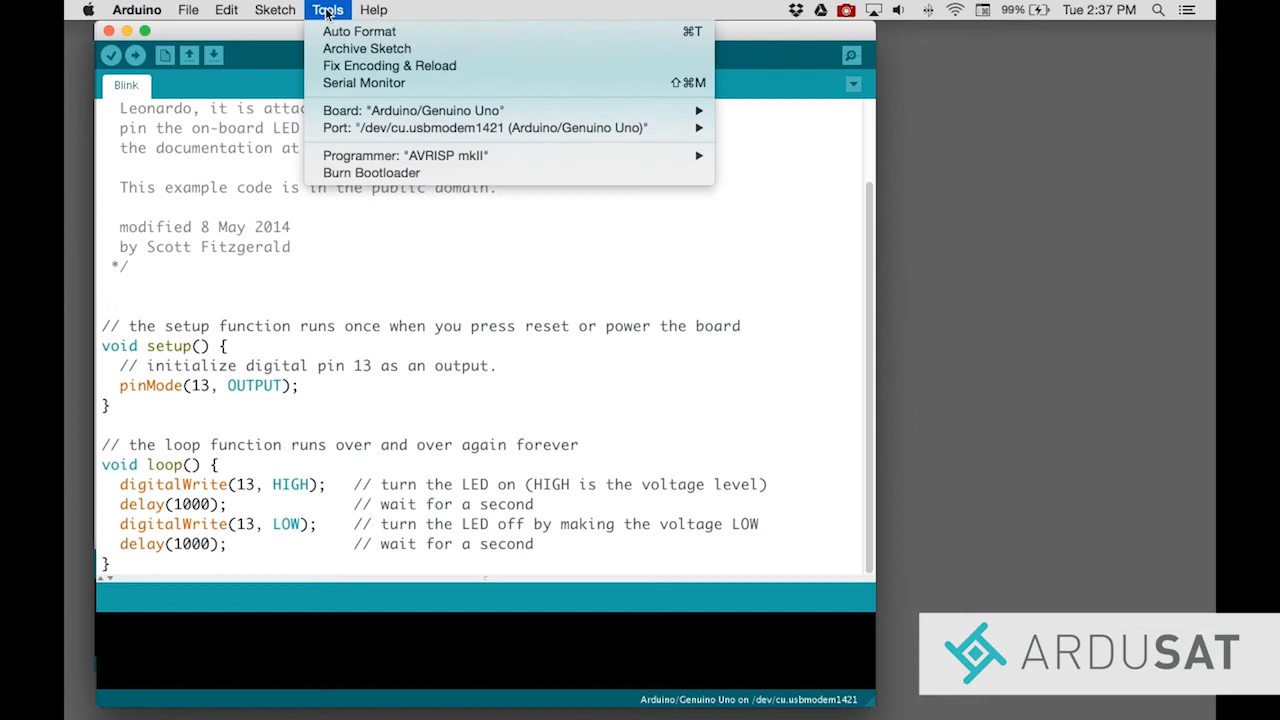 Arduino File Edit Sketch Tools Help 99% Tue 2:37 PM
Auto Format ⌘T
Archive Sketch
Fix Encoding & Reload
Serial Monitor ⇧⌘M
Board: "Arduino/Genuino Uno"
Port: "/dev/cu.usbmodem1421 (Arduino/Genuino Uno)"
Programmer: "AVRISP mkII"
Burn Bootloader
Blink
Leonardo, it is attac
pin the on-board LED
the documentation at
This example code is in the public domain.
modified 8 May 2014
by Scott Fitzgerald
*/
// the setup function runs once when you press reset or power the board
void setup() {
// initialize digital pin 13 as an output.
pinMode(13, OUTPUT);
}
// the loop function runs over and over again forever
void loop() {
digitalWrite(13, HIGH); // turn the LED on (HIGH is the voltage level)
delay(1000); // wait for a second
digitalWrite(13, LOW); // turn the LED off by making the voltage LOW
delay(1000); // wait for a second
}
Arduino/Genuino Uno on /dev/cu.usbmodem1421
ARDUSAT